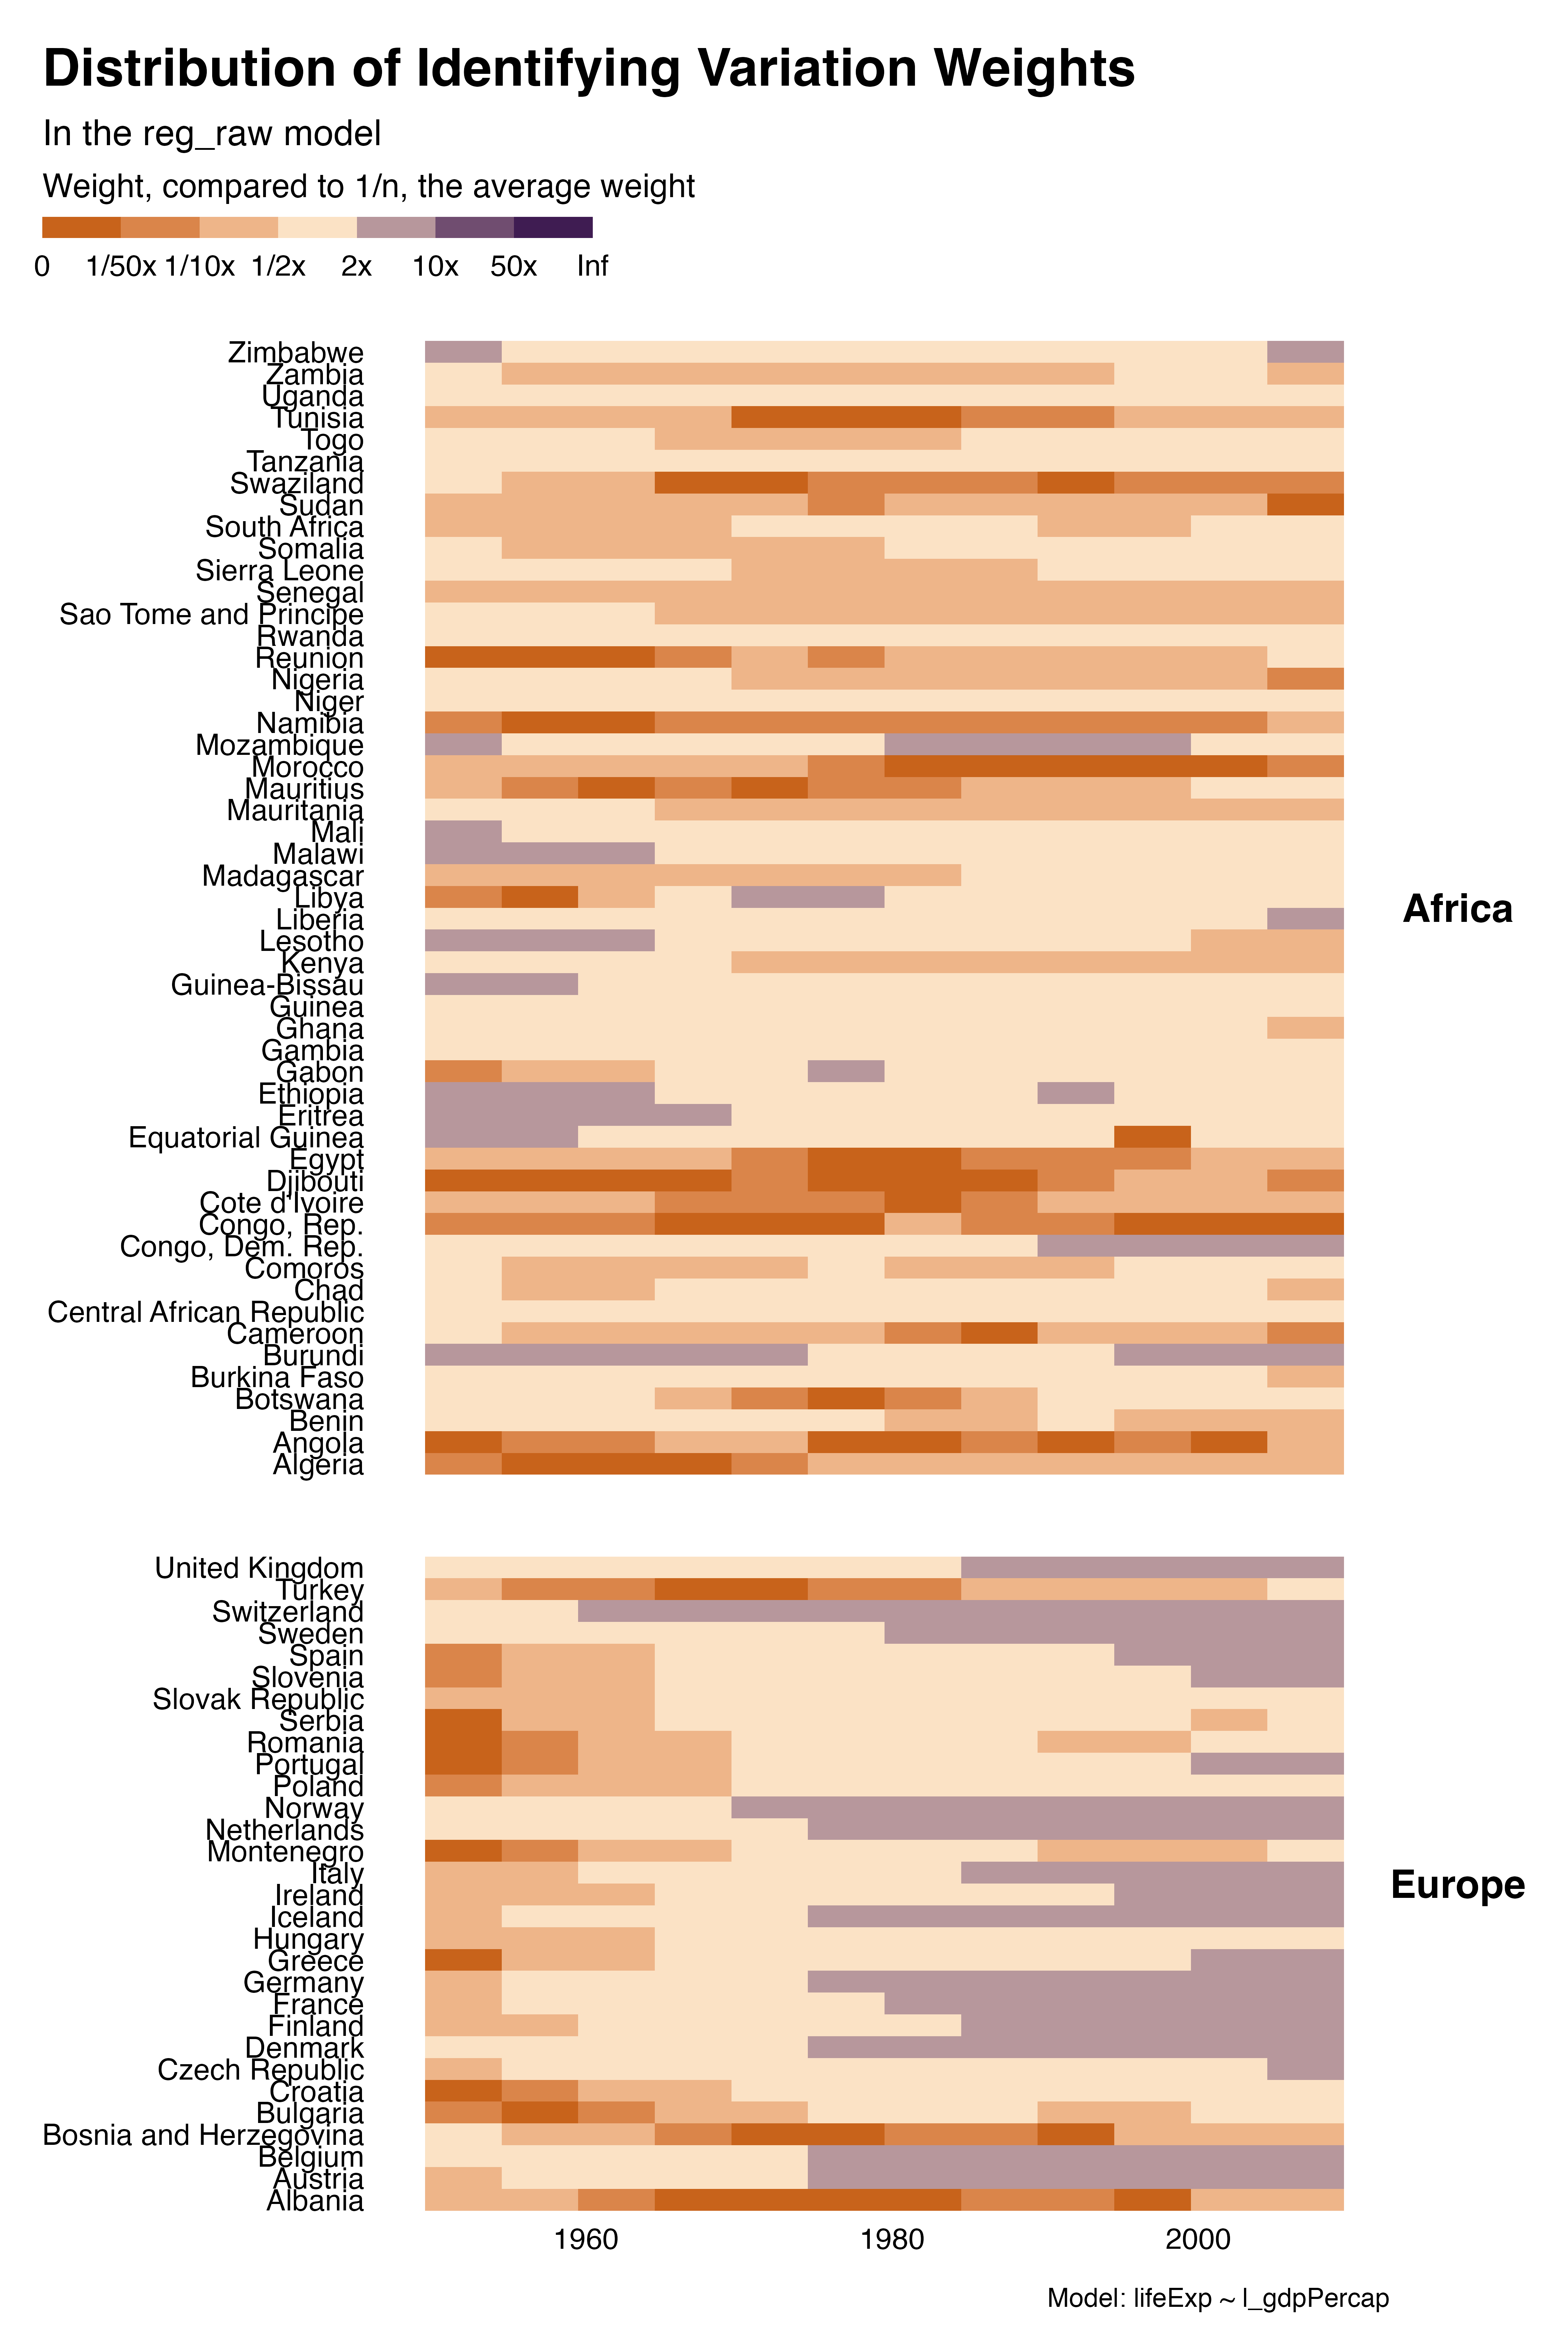 Distribution of Identifying Variation Weights
In the reg_raw model
Weight, compared to 1/n, the average weight
0 1/50x 1/10x 1/2x 2x 10x 50x Inf
Zimbabwe
Zambia
Uganda
Tunisia
Togo
Tanzania
Swaziland
Sudan
South Africa
Somalia
Sierra Leone
Senegal
Sao Tome and Principe
Rwanda
Reunion
Nigeria
Niger
Namibia
Mozambique
Morocco
Mauritius
Mauritania
Mali
Malawi
Madagascar
Libya
Liberia
Lesotho
Kenya
Guinea-Bissau
Guinea
Ghana
Gambia
Gabon
Ethiopia
Eritrea
Equatorial Guinea
Egypt
Djibouti
Cote d'Ivoire
Congo, Rep.
Congo, Dem. Rep.
Comoros
Chad
Central African Republic
Cameroon
Burundi
Burkina Faso
Botswana
Benin
Angola
Algeria
Africa
United Kingdom
Turkey
Switzerland
Sweden
Spain
Slovenia
Slovak Republic
Serbia
Romania
Portugal
Poland
Norway
Netherlands
Montenegro
Italy
Ireland
Iceland
Hungary
Greece
Germany
France
Finland
Denmark
Czech Republic
Croatia
Bulgaria
Bosnia and Herzegovina
Belgium
Austria
Albania
Europe
1960 1980 2000
Model: lifeExp ~ l_gdpPercap